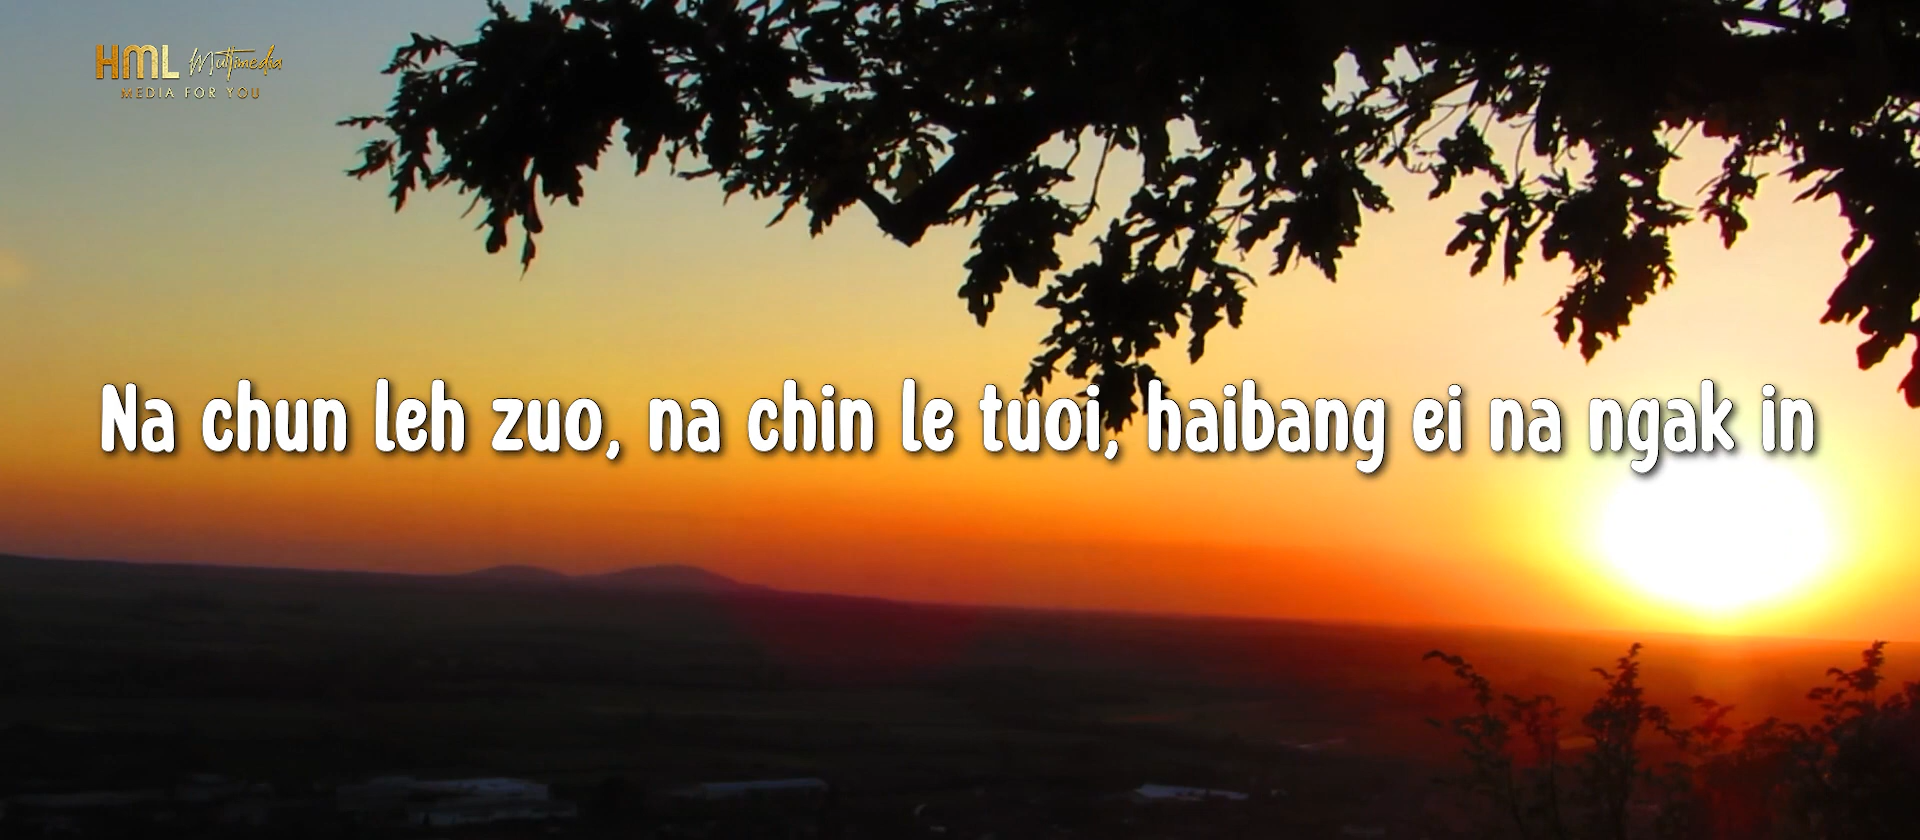 HML Multimedia
MEDIA FOR YOU
Na chun leh zuo, na chin le tuoi, haibang ei na ngak in